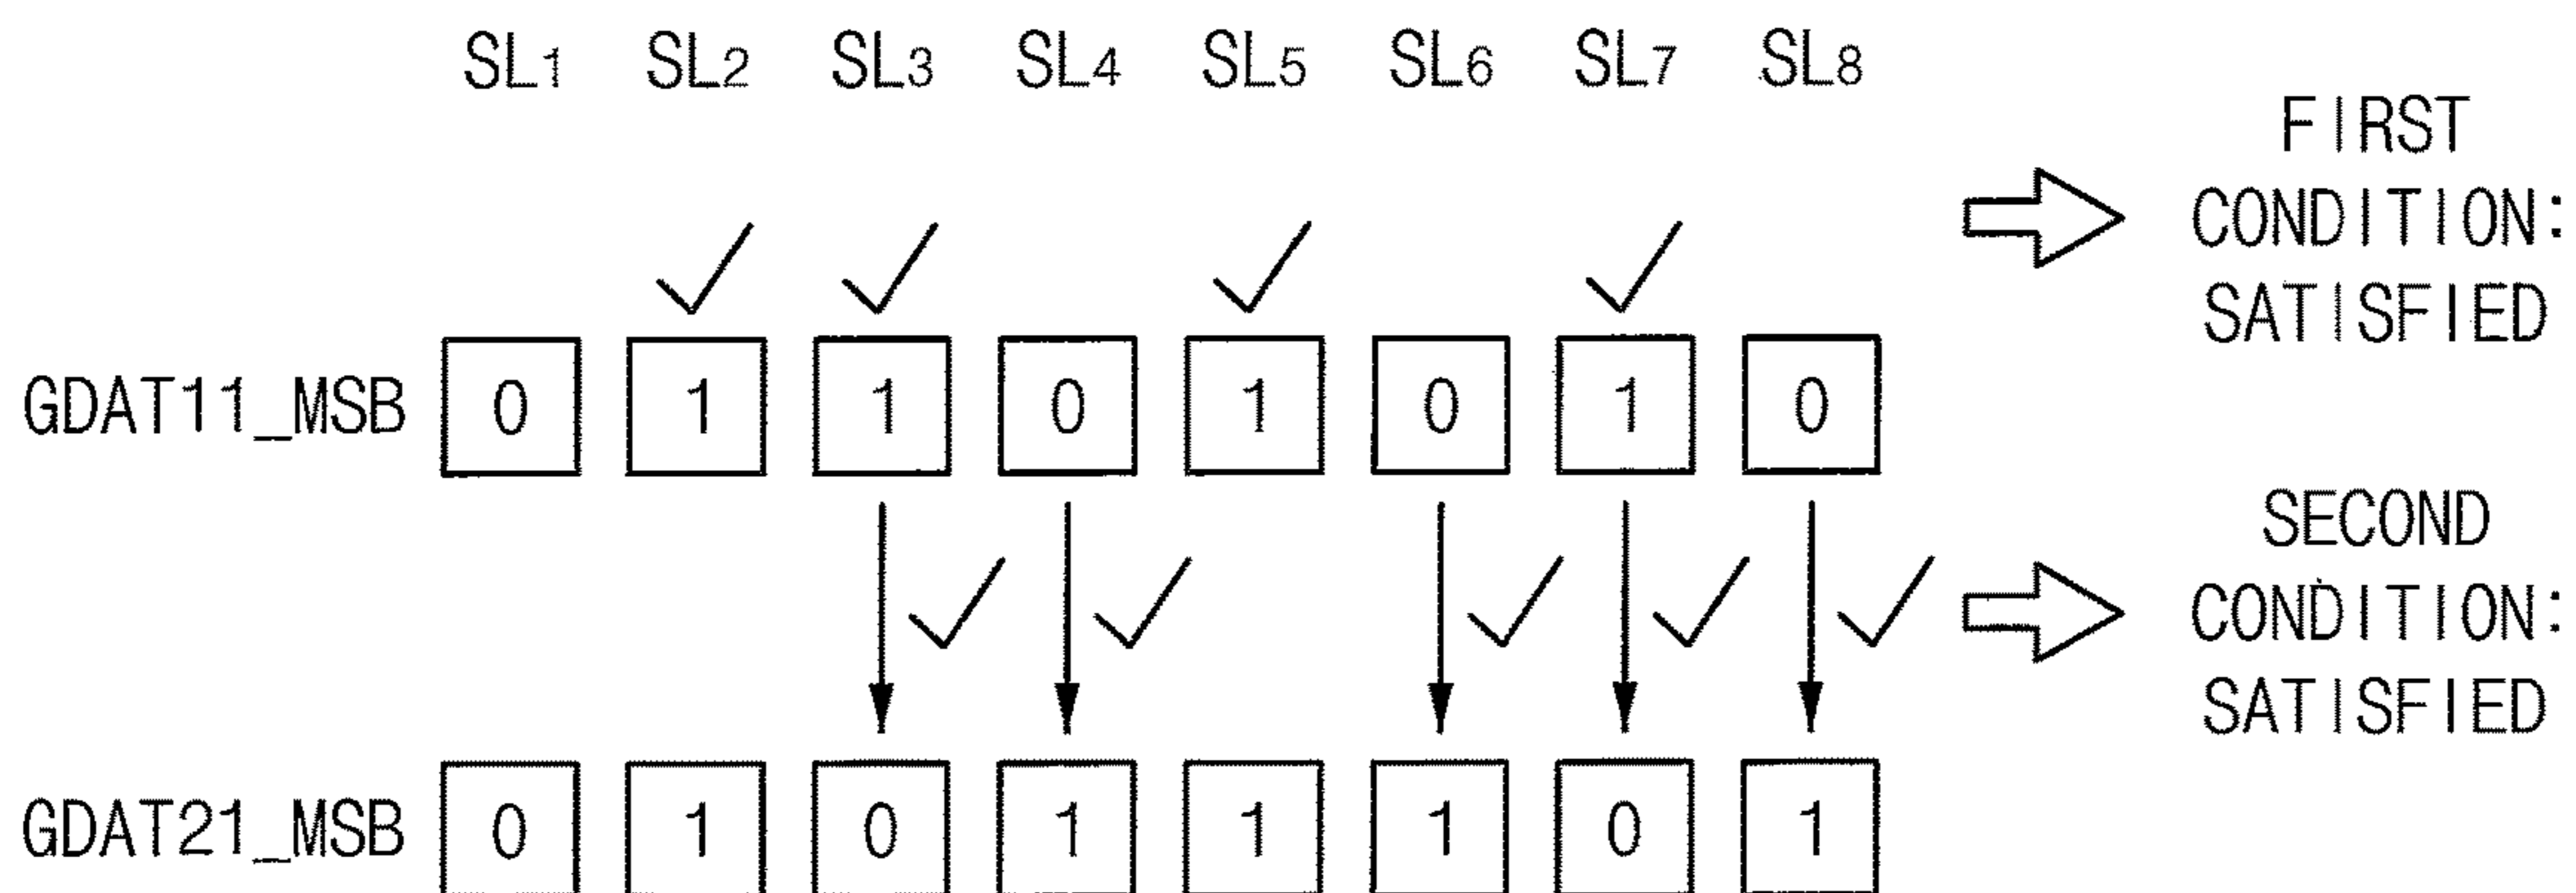 SL1 SL2 SL3 SL4 SL5 SL6 SL7 SL8
FIRST
CONDITION:
SATISFIED
GDAT11_MSB 0 1 1 0 1 0 1 0
SECOND
CONDITION:
SATISFIED
GDAT21_MSB 0 1 0 1 1 1 0 1